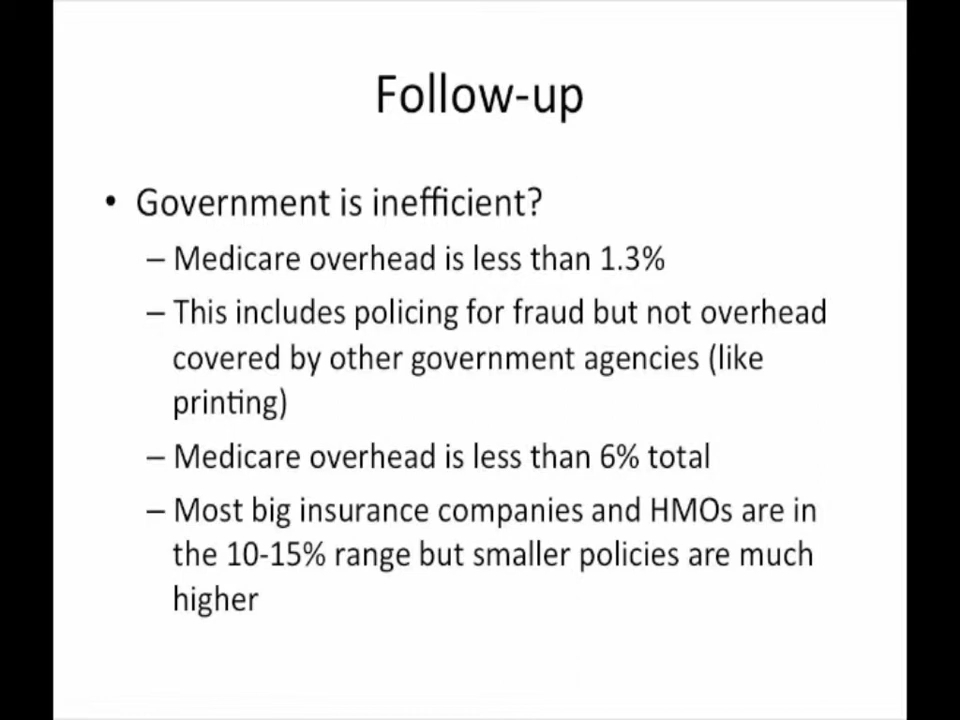 Follow-up
• Government is inefficient?
– Medicare overhead is less than 1.3%
– This includes policing for fraud but not overhead
covered by other government agencies (like
printing)
– Medicare overhead is less than 6% total
– Most big insurance companies and HMOs are in
the 10-15% range but smaller policies are much
higher